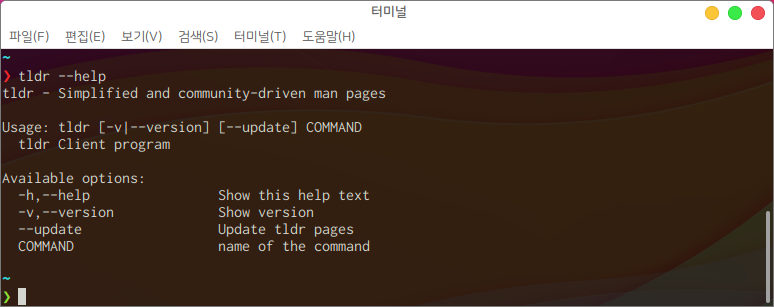 터미널
파일(F) 편집(E) 보기(V) 검색(S) 터미널(T) 도움말(H)
~
❯ tldr --help
tldr - Simplified and community-driven man pages
Usage: tldr [-v|--version] [--update] COMMAND
  tldr Client program
Available options:
  -h,--help                Show this help text
  -v,--version             Show version
  --update                 Update tldr pages
  COMMAND                  name of the command
~
❯